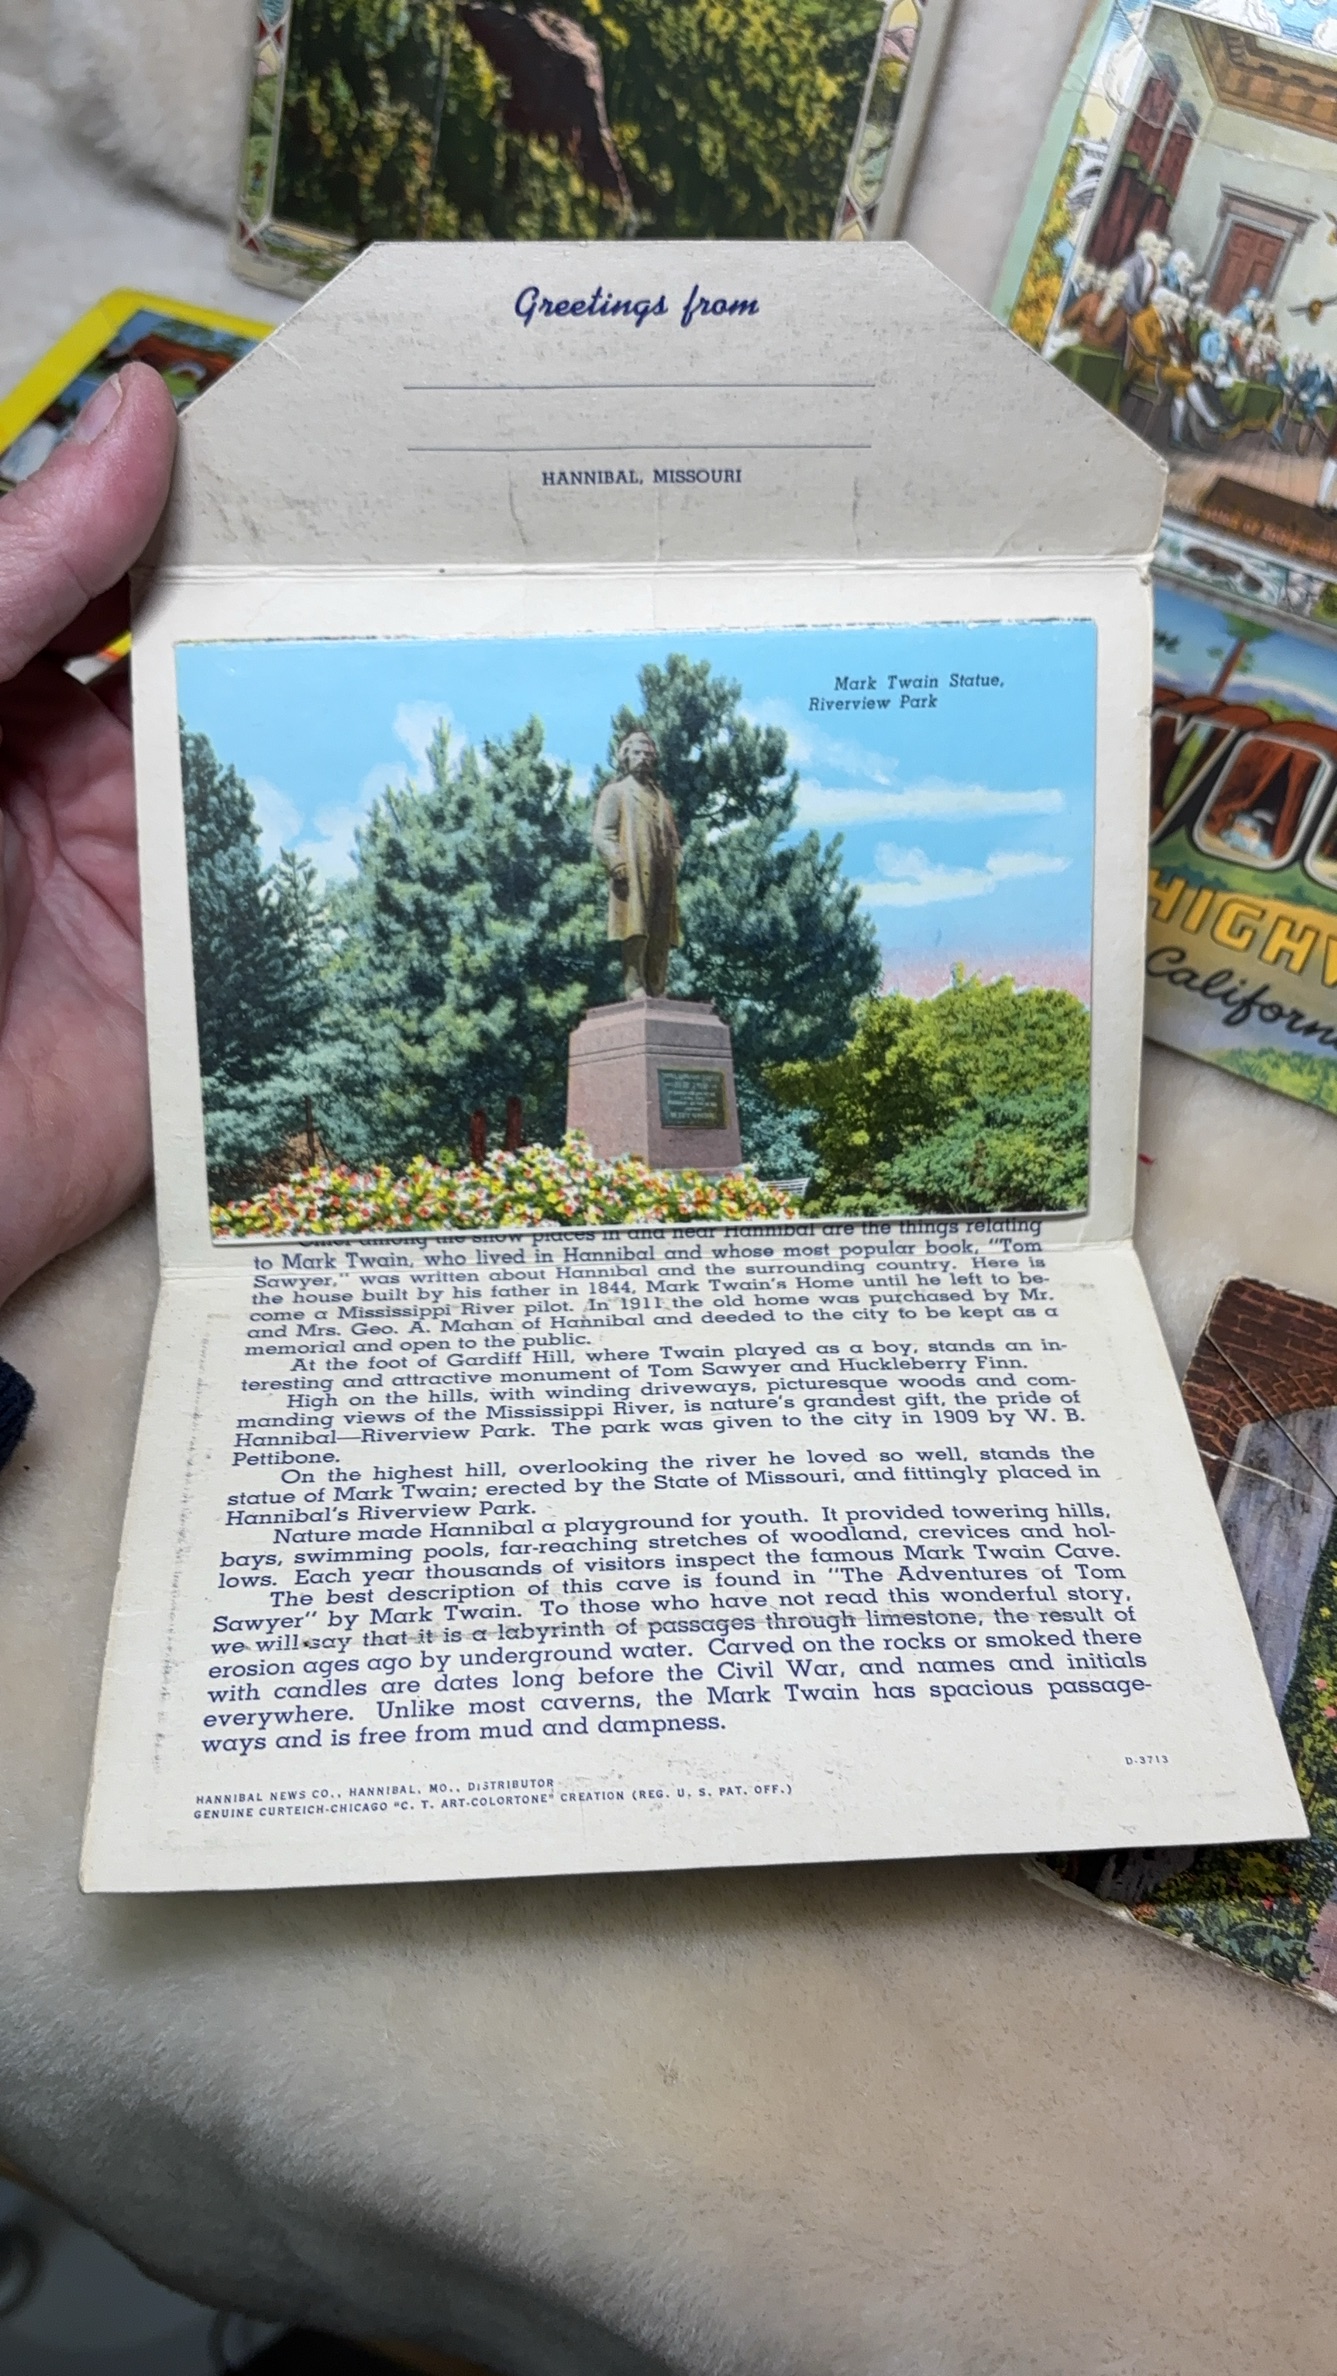 Greetings from
HANNIBAL, MISSOURI
Mark Twain Statue,
Riverview Park
among the show places in and near Hannibal are the things relating
to Mark Twain, who lived in Hannibal and whose most popular book, "Tom
Sawyer," was written about Hannibal and the surrounding country. Here is
the house built by his father in 1844, Mark Twain's Home until he left to be-
come a Mississippi River pilot. In 1911 the old home was purchased by Mr.
and Mrs. Geo. A. Mahan of Hannibal and deeded to the city to be kept as a
memorial and open to the public.
At the foot of Gardiff Hill, where Twain played as a boy, stands an in-
teresting and attractive monument of Tom Sawyer and Huckleberry Finn.
High on the hills, with winding driveways, picturesque woods and com-
manding views of the Mississippi River, is nature's grandest gift, the pride of
Hannibal—Riverview Park. The park was given to the city in 1909 by W. B.
Pettibone.
On the highest hill, overlooking the river he loved so well, stands the
statue of Mark Twain; erected by the State of Missouri, and fittingly placed in
Hannibal's Riverview Park.
Nature made Hannibal a playground for youth. It provided towering hills,
bays, swimming pools, far-reaching stretches of woodland, crevices and hol-
lows. Each year thousands of visitors inspect the famous Mark Twain Cave.
The best description of this cave is found in "The Adventures of Tom
Sawyer" by Mark Twain. To those who have not read this wonderful story,
we will say that it is a labyrinth of passages through limestone, the result of
erosion ages ago by underground water. Carved on the rocks or smoked there
with candles are dates long before the Civil War, and names and initials
everywhere. Unlike most caverns, the Mark Twain has spacious passage-
ways and is free from mud and dampness.
D-3713
HANNIBAL NEWS CO., HANNIBAL, MO., DISTRIBUTOR
GENUINE CURTEICH-CHICAGO "C. T. ART-COLORTONE" CREATION (REG. U. S. PAT. OFF.)
HIGHW
California